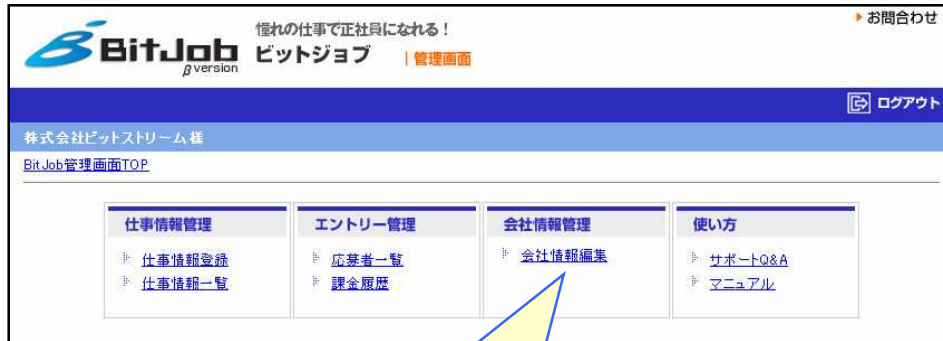 憧れの仕事で正社員になれる！
お問合わせ
BitJob
βversion
ビットジョブ
|管理画面
ログアウト
株式会社ビットストリーム様
BitJob管理画面TOP
仕事情報管理
仕事情報登録
仕事情報一覧
エントリー管理
応募者一覧
課金履歴
会社情報管理
会社情報編集
使い方
サポートQ&A
マニュアル